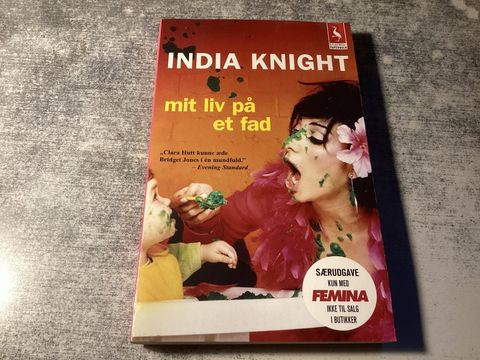 INDIA KNIGHT
mit liv på
et fad
„Clara Hutt kunne æde
Bridget Jones i én mundfuld.”
– Evening Standard
SÆRUDGAVE
KUN MED
FEMINA
IKKE TIL SALG
I BUTIKKER